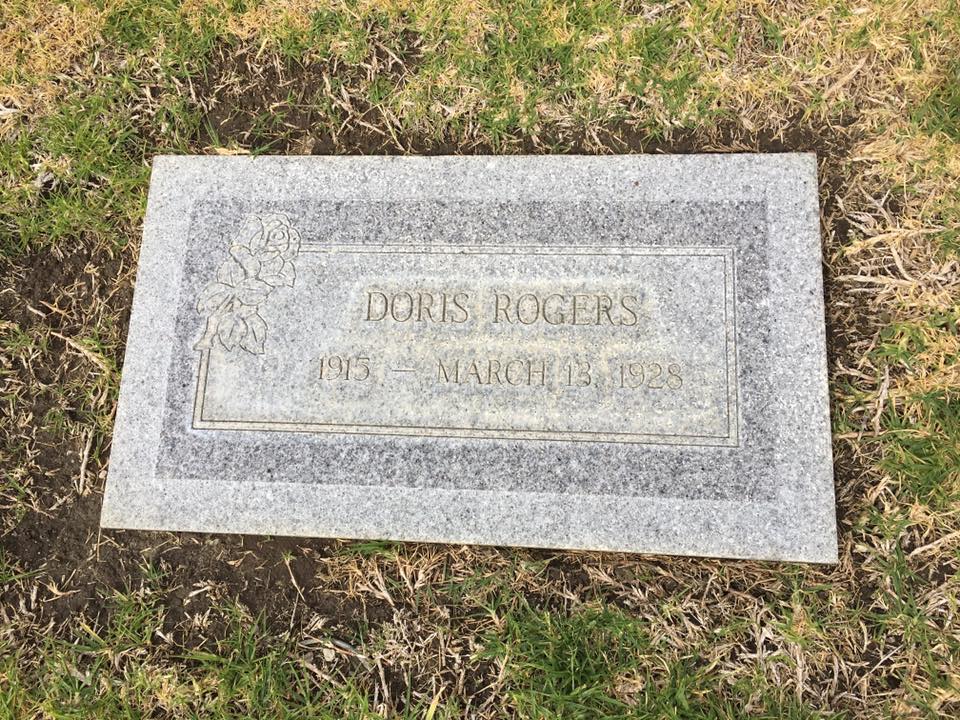 DORIS ROGERS
1915 — MARCH 13, 1928